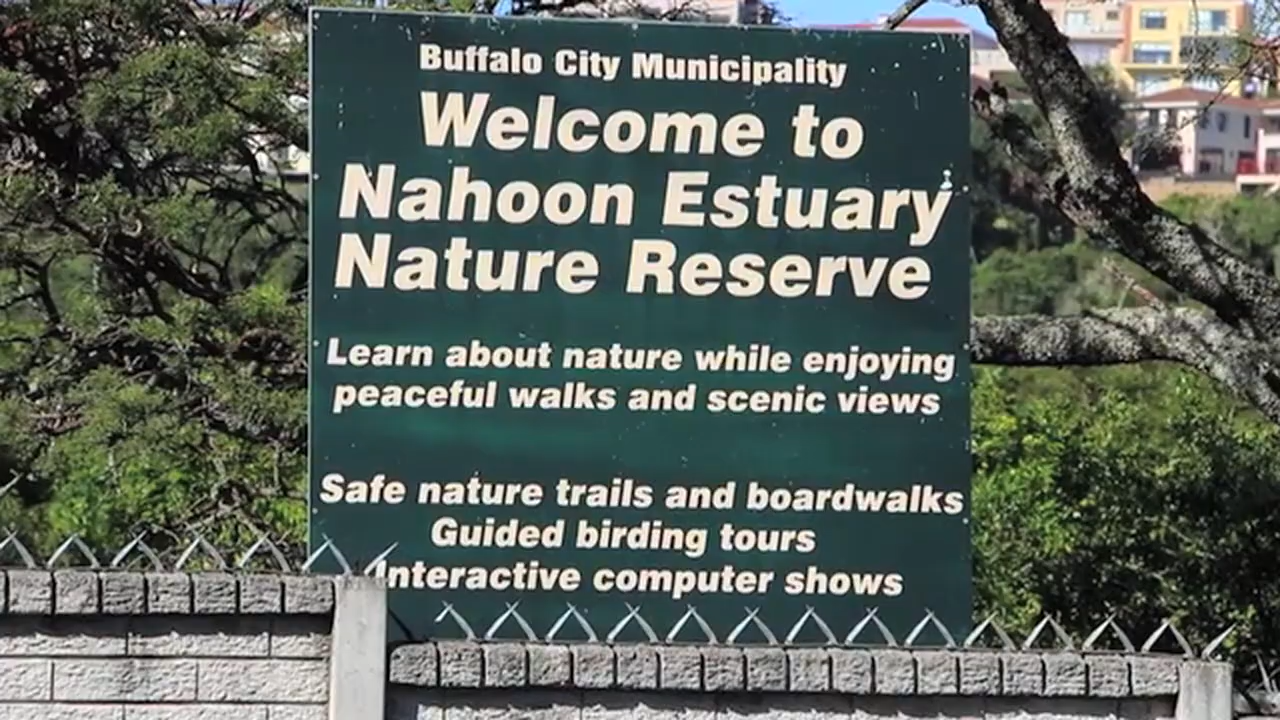 Buffalo City Municipality
Welcome to
Nahoon Estuary
Nature Reserve
Learn about nature while enjoying
peaceful walks and scenic views
Safe nature trails and boardwalks
Guided birding tours
Interactive computer shows